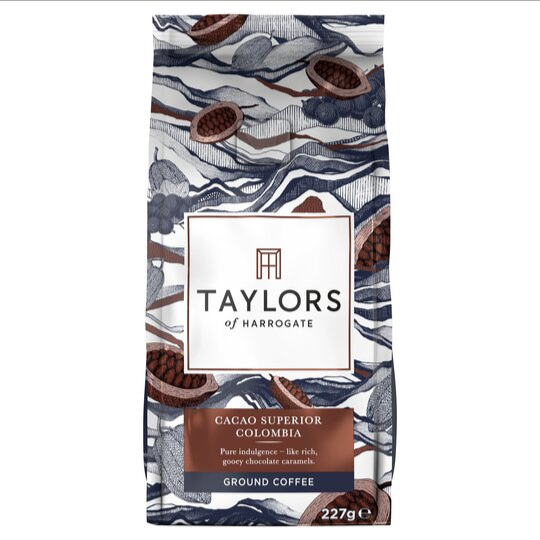 TAYLORS
of HARROGATE
CACAO SUPERIOR
COLOMBIA
Pure indulgence – like rich,
gooey chocolate caramels.
GROUND COFFEE
227g ℮